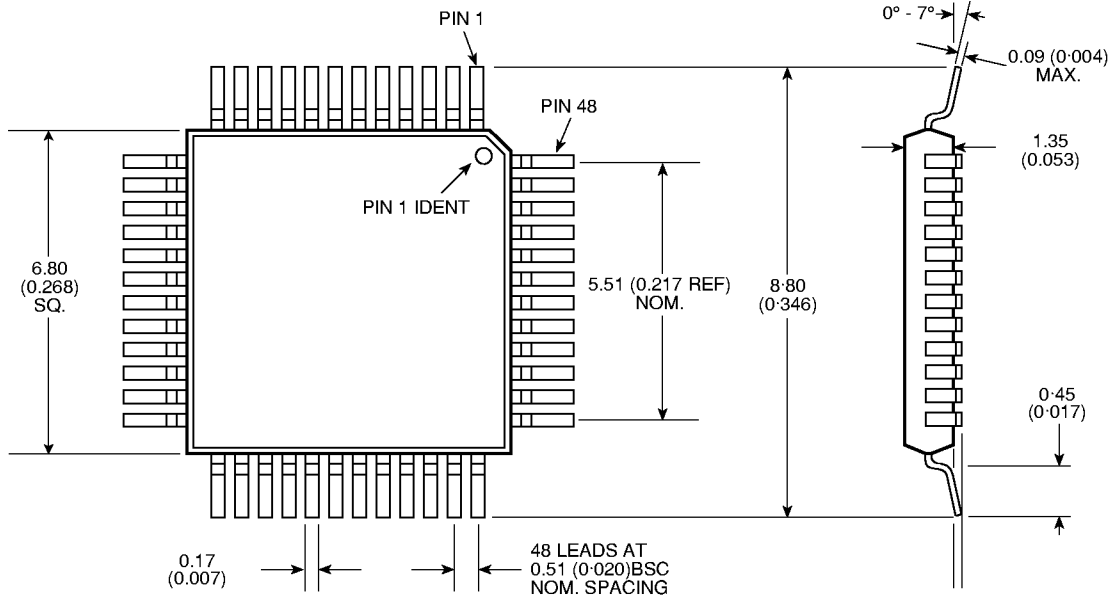 PIN 1
0° - 7°
0.09 (0·004)
MAX.
PIN 48
1.35
(0.053)
PIN 1 IDENT
6.80
(0.268)
SQ.
5.51 (0.217 REF)
NOM.
8·80
(0·346)
0·45
(0·017)
0.17
(0.007)
48 LEADS AT
0.51 (0·020)BSC
NOM. SPACING